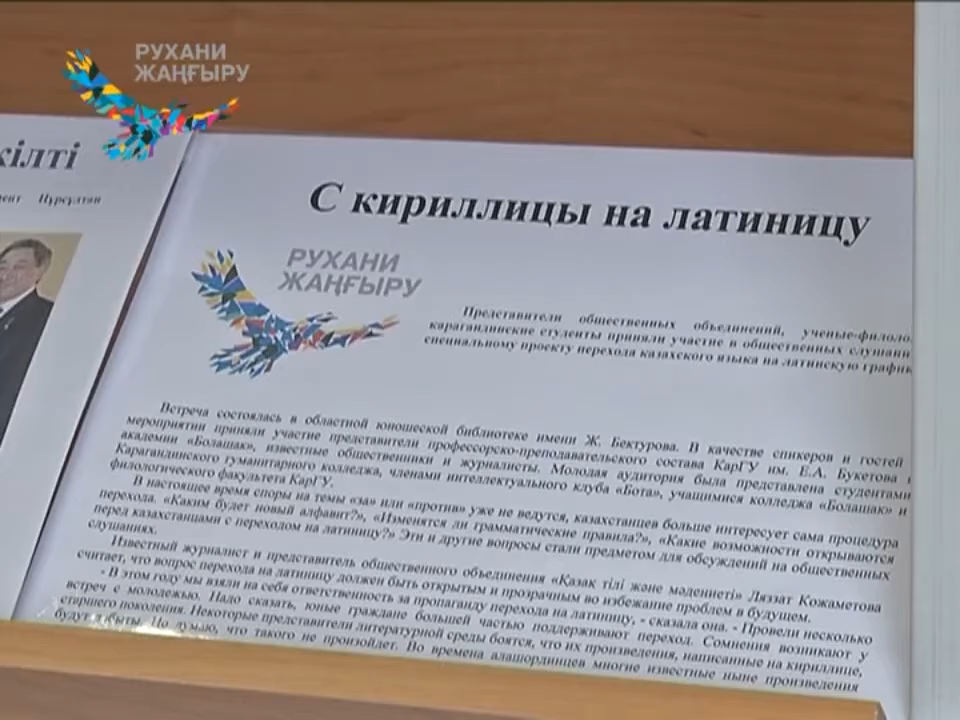 РУХАНИ
ЖАҢҒЫРУ
кілті
С кириллицы на латиницу
РУХАНИ
ЖАҢҒЫРУ
Представители общественных объединений, ученые-филоло
карагандинские студенты приняли участие в общественных слушани
специальному проекту перехода казахского языка на латинскую график
Встреча состоялась в областной юношеской библиотеке имени Ж. Бектурова. В качестве спикеров и гостей
мероприятии приняли участие представители профессорско-преподавательского состава КарГУ им. Е.А. Букетова
академии «Болашак», известные общественники и журналисты. Молодая аудитория была представлена студентами
Карагандинского гуманитарного колледжа, членами интеллектуального клуба «Бота», учащимися колледжа «Болашак» и
филологического факультета КарГУ.
В настоящее время споры на темы «за» или «против» уже не ведутся, казахстанцев больше интересует сама процедура
перехода. «Каким будет новый алфавит?», «Изменятся ли грамматические правила?», «Какие возможности открываются
перед казахстанцами с переходом на латиницу?» Эти и другие вопросы стали предметом для обсуждений на общественных
слушаниях.
Известный журналист и представитель общественного объединения «Қазақ тілі және мәдениеті» Ляззат Кожаметова
считает, что вопрос перехода на латиницу должен быть открытым и прозрачным во избежание проблем в будущем.
- В этом году мы взяли на себя ответственность за пропаганду перехода на латиницу, - сказала она. - Провели несколько
встреч с молодежью. Надо сказать, юные граждане большей частью поддерживают переход. Сомнения возникают у
старшего поколения. Некоторые представители литературной среды боятся, что их произведения, написанные на кириллице,
будут забыты. Но думаю, что такого не произойдет. Во времена алашординцев многие известные ныне произведения